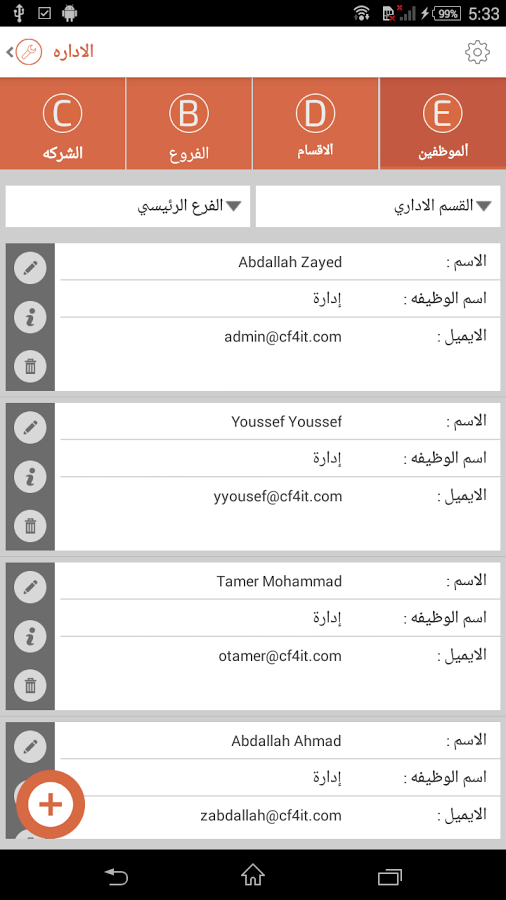 99% 5:33
الاداره
E D B C
الموظفين الاقسام الفروع الشركه
القسم الاداري الفرع الرئيسي
الاسم : Abdallah Zayed
اسم الوظيفه : إدارة
الايميل : admin@cf4it.com
الاسم : Youssef Youssef
اسم الوظيفه : إدارة
الايميل : yyousef@cf4it.com
الاسم : Tamer Mohammad
اسم الوظيفه : إدارة
الايميل : otamer@cf4it.com
الاسم : Abdallah Ahmad
اسم الوظيفه : إدارة
الايميل : zabdallah@cf4it.com